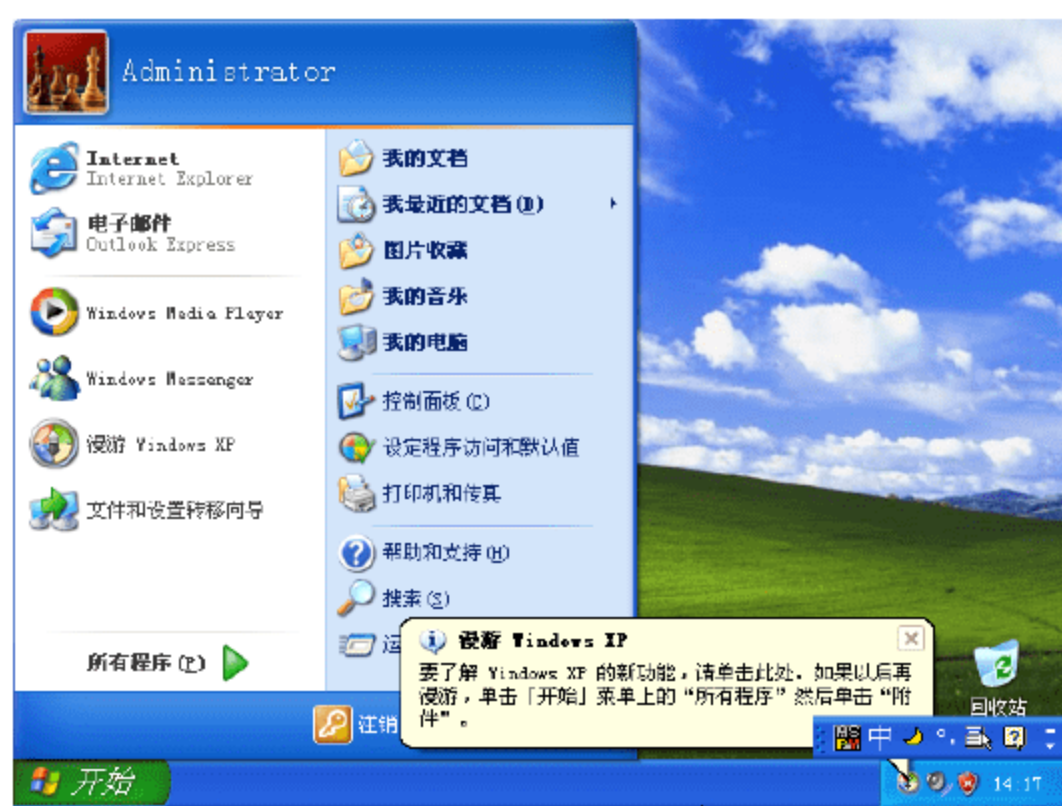 Administrator
Internet
Internet Explorer
电子邮件
Outlook Express
Windows Media Player
Windows Messenger
漫游 Windows XP
文件和设置转移向导
所有程序(P)
我的文档
我最近的文档(D)
图片收藏
我的音乐
我的电脑
控制面板(C)
设定程序访问和默认值
打印机和传真
帮助和支持(H)
搜索(S)
运
漫游 Windows XP
要了解 Windows XP 的新功能，请单击此处。如果以后再
漫游，单击「开始」菜单上的“所有程序”然后单击“附
件”。
注销
回收站
中
开始
14:17